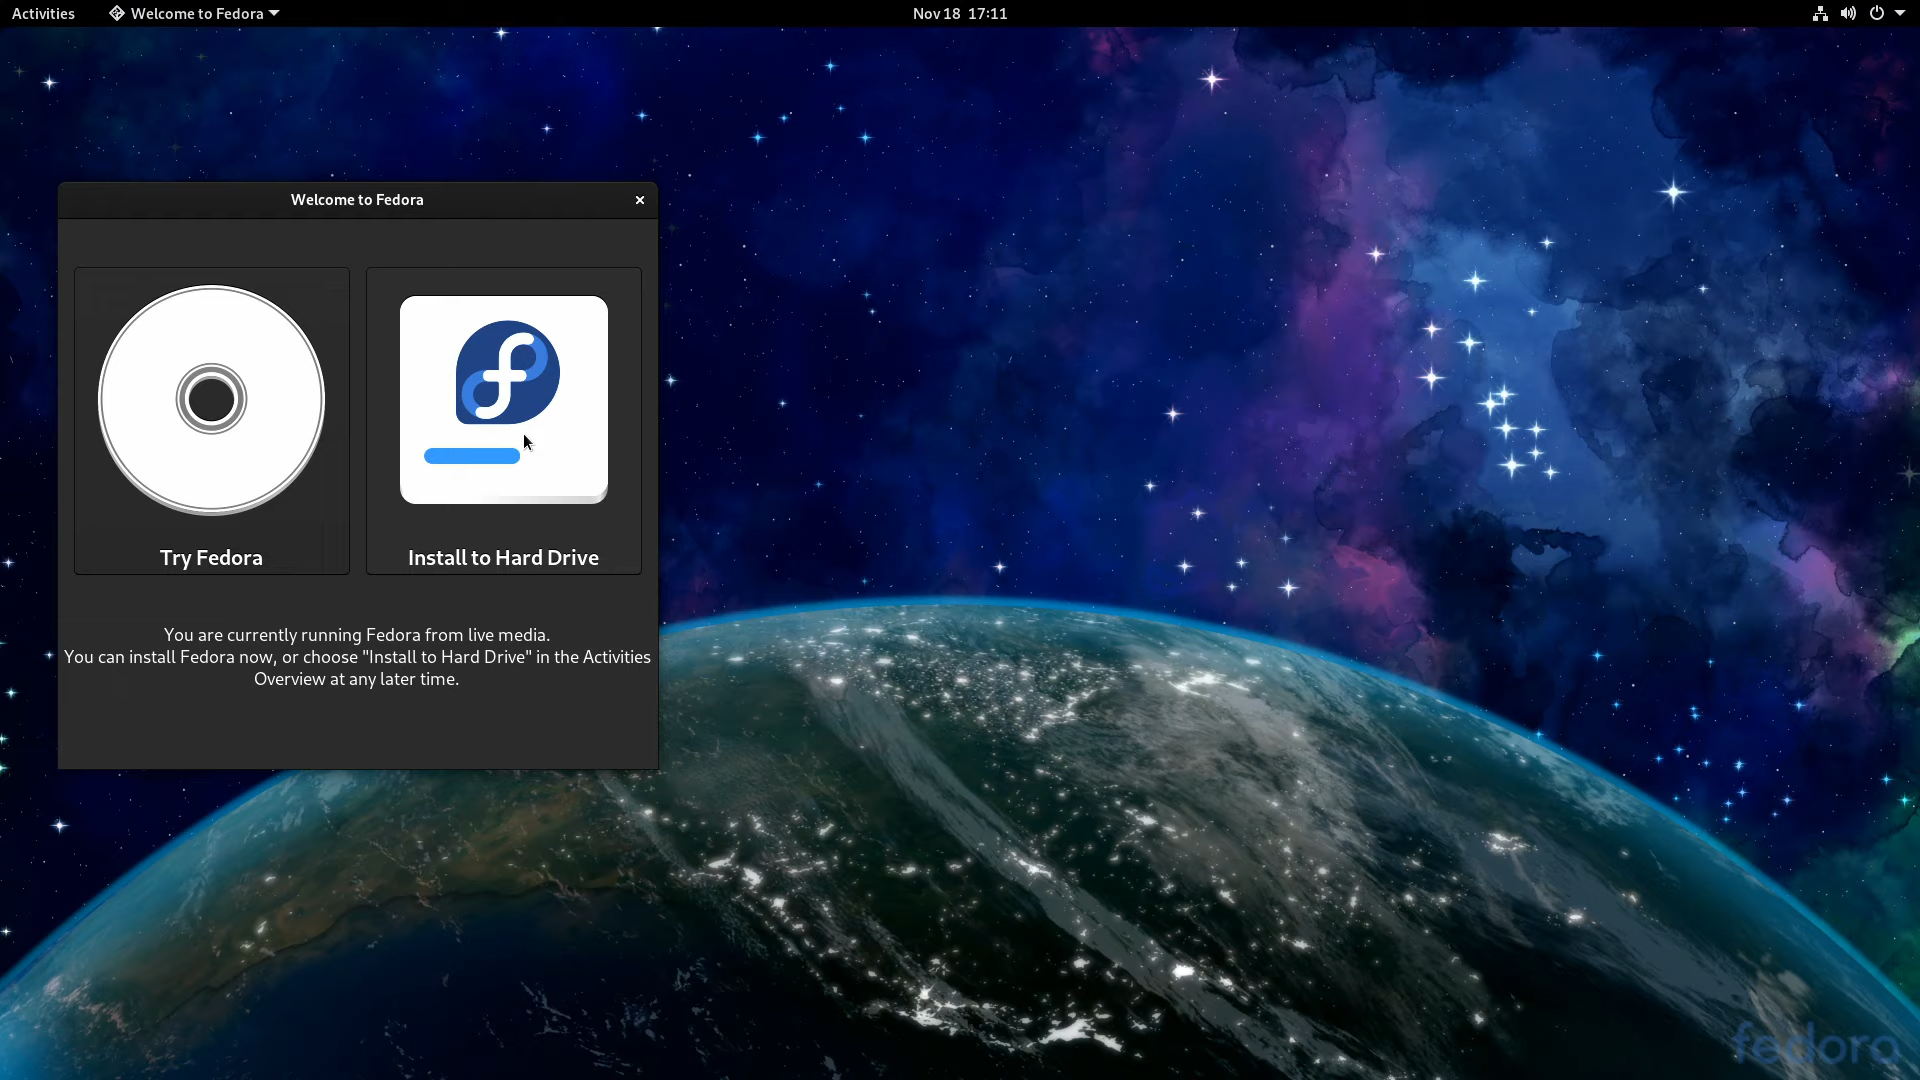 Activities
Welcome to Fedora
Nov 18 17:11
Welcome to Fedora
Try Fedora
Install to Hard Drive
You are currently running Fedora from live media.
You can install Fedora now, or choose "Install to Hard Drive" in the Activities
Overview at any later time.
fedora